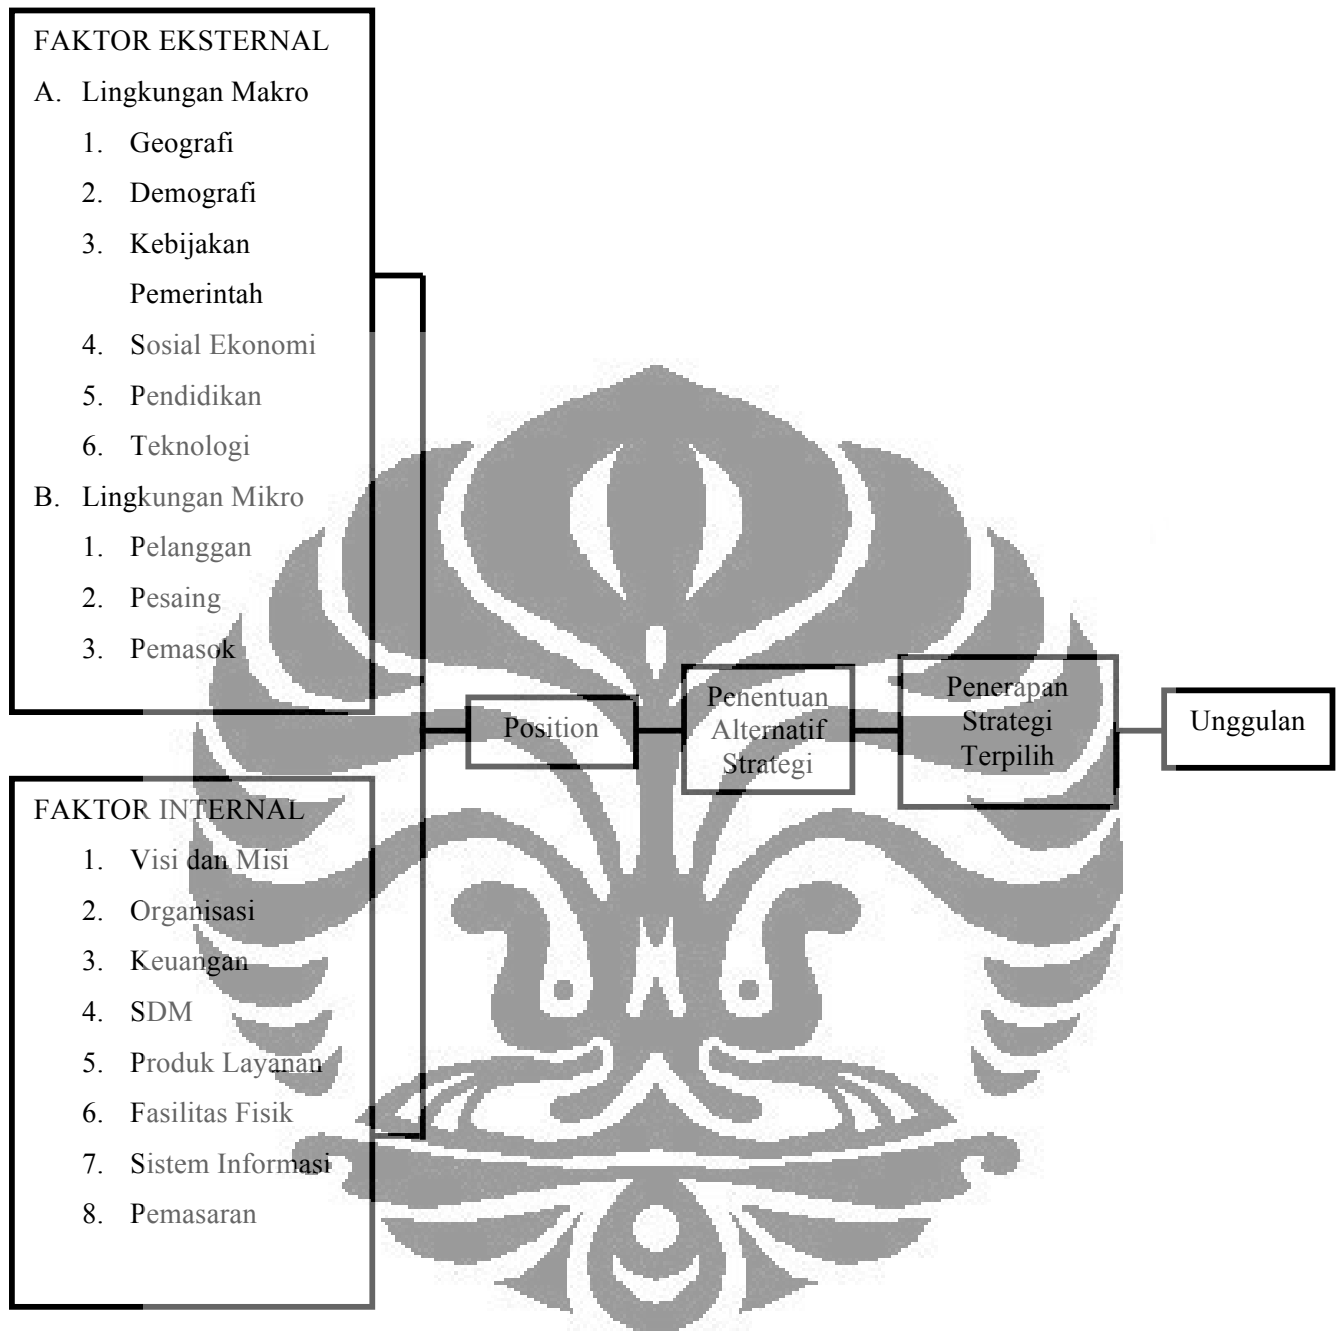 FAKTOR EKSTERNAL
A. Lingkungan Makro
1. Geografi
2. Demografi
3. Kebijakan
Pemerintah
4. Sosial Ekonomi
5. Pendidikan
6. Teknologi
B. Lingkungan Mikro
1. Pelanggan
2. Pesaing
3. Pemasok
FAKTOR INTERNAL
1. Visi dan Misi
2. Organisasi
3. Keuangan
4. SDM
5. Produk Layanan
6. Fasilitas Fisik
7. Sistem Informasi
8. Pemasaran
Position
Penentuan
Alternatif
Strategi
Penerapan
Strategi
Terpilih
Unggulan